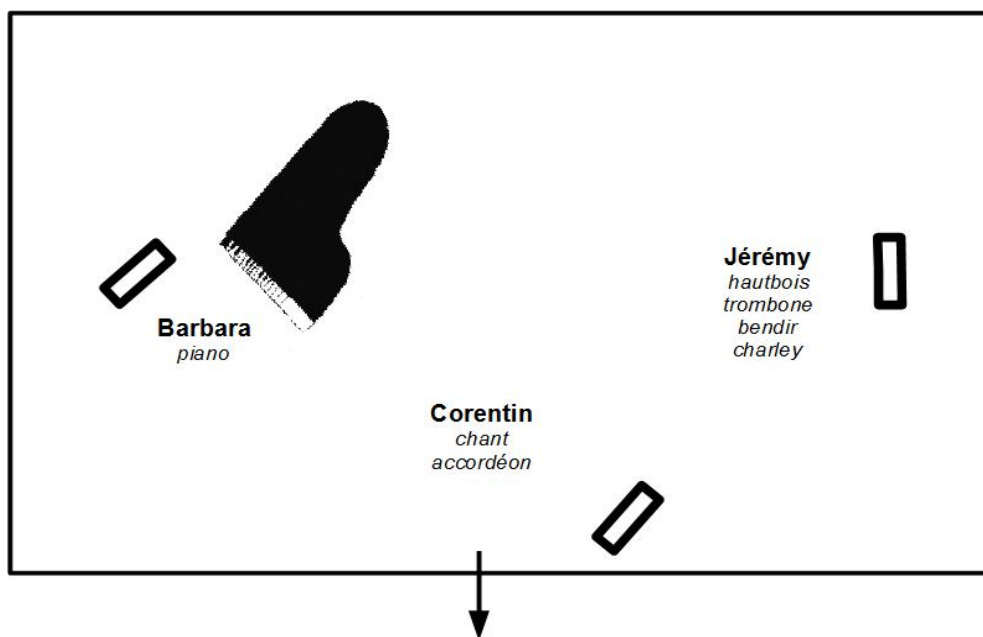 Barbara
piano
Corentin
chant
accordéon
Jérémy
hautbois
trombone
bendir
charley